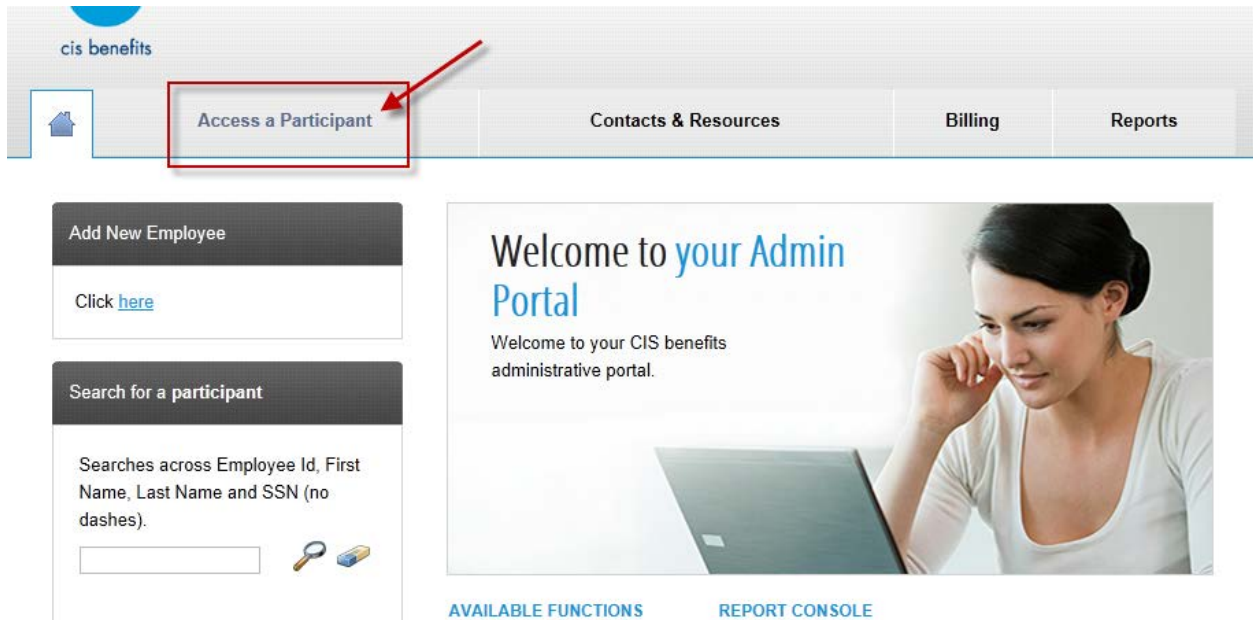 cis benefits
Access a Participant
Contacts & Resources
Billing
Reports
Add New Employee
Click here
Search for a participant
Searches across Employee Id, First
Name, Last Name and SSN (no
dashes).
Welcome to your Admin
Portal
Welcome to your CIS benefits
administrative portal.
AVAILABLE FUNCTIONS
REPORT CONSOLE